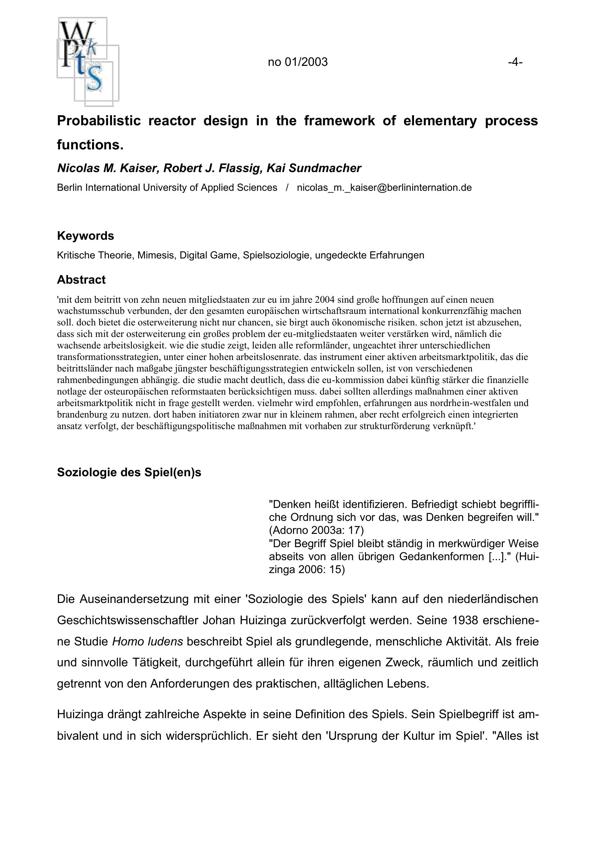 W
Pkts
no 01/2003 -4-
Probabilistic reactor design in the framework of elementary process
functions.
Nicolas M. Kaiser, Robert J. Flassig, Kai Sundmacher
Berlin International University of Applied Sciences / nicolas_m._kaiser@berlininternation.de
Keywords
Kritische Theorie, Mimesis, Digital Game, Spielsoziologie, ungedeckte Erfahrungen
Abstract
'mit dem beitritt von zehn neuen mitgliedstaaten zur eu im jahre 2004 sind große hoffnungen auf einen neuen
wachstumsschub verbunden, der den gesamten europäischen wirtschaftsraum international konkurrenzfähig machen
soll. doch bietet die osterweiterung nicht nur chancen, sie birgt auch ökonomische risiken. schon jetzt ist abzusehen,
dass sich mit der osterweiterung ein großes problem der eu-mitgliedstaaten weiter verstärken wird, nämlich die
wachsende arbeitslosigkeit. wie die studie zeigt, leiden alle reformländer, ungeachtet ihrer unterschiedlichen
transformationsstrategien, unter einer hohen arbeitslosenrate. das instrument einer aktiven arbeitsmarktpolitik, das die
beitrittsländer nach maßgabe jüngster beschäftigungsstrategien entwickeln sollen, ist von verschiedenen
rahmenbedingungen abhängig. die studie macht deutlich, dass die eu-kommission dabei künftig stärker die finanzielle
notlage der osteuropäischen reformstaaten berücksichtigen muss. dabei sollten allerdings maßnahmen einer aktiven
arbeitsmarktpolitik nicht in frage gestellt werden. vielmehr wird empfohlen, erfahrungen aus nordrhein-westfalen und
brandenburg zu nutzen. dort haben initiatoren zwar nur in kleinem rahmen, aber recht erfolgreich einen integrierten
ansatz verfolgt, der beschäftigungspolitische maßnahmen mit vorhaben zur strukturförderung verknüpft.'
Soziologie des Spiel(en)s
"Denken heißt identifizieren. Befriedigt schiebt begriffli-
che Ordnung sich vor das, was Denken begreifen will."
(Adorno 2003a: 17)
"Der Begriff Spiel bleibt ständig in merkwürdiger Weise
abseits von allen übrigen Gedankenformen [...]." (Hui-
zinga 2006: 15)
Die Auseinandersetzung mit einer 'Soziologie des Spiels' kann auf den niederländischen
Geschichtswissenschaftler Johan Huizinga zurückverfolgt werden. Seine 1938 erschiene-
ne Studie Homo ludens beschreibt Spiel als grundlegende, menschliche Aktivität. Als freie
und sinnvolle Tätigkeit, durchgeführt allein für ihren eigenen Zweck, räumlich und zeitlich
getrennt von den Anforderungen des praktischen, alltäglichen Lebens.
Huizinga drängt zahlreiche Aspekte in seine Definition des Spiels. Sein Spielbegriff ist am-
bivalent und in sich widersprüchlich. Er sieht den 'Ursprung der Kultur im Spiel'. "Alles ist